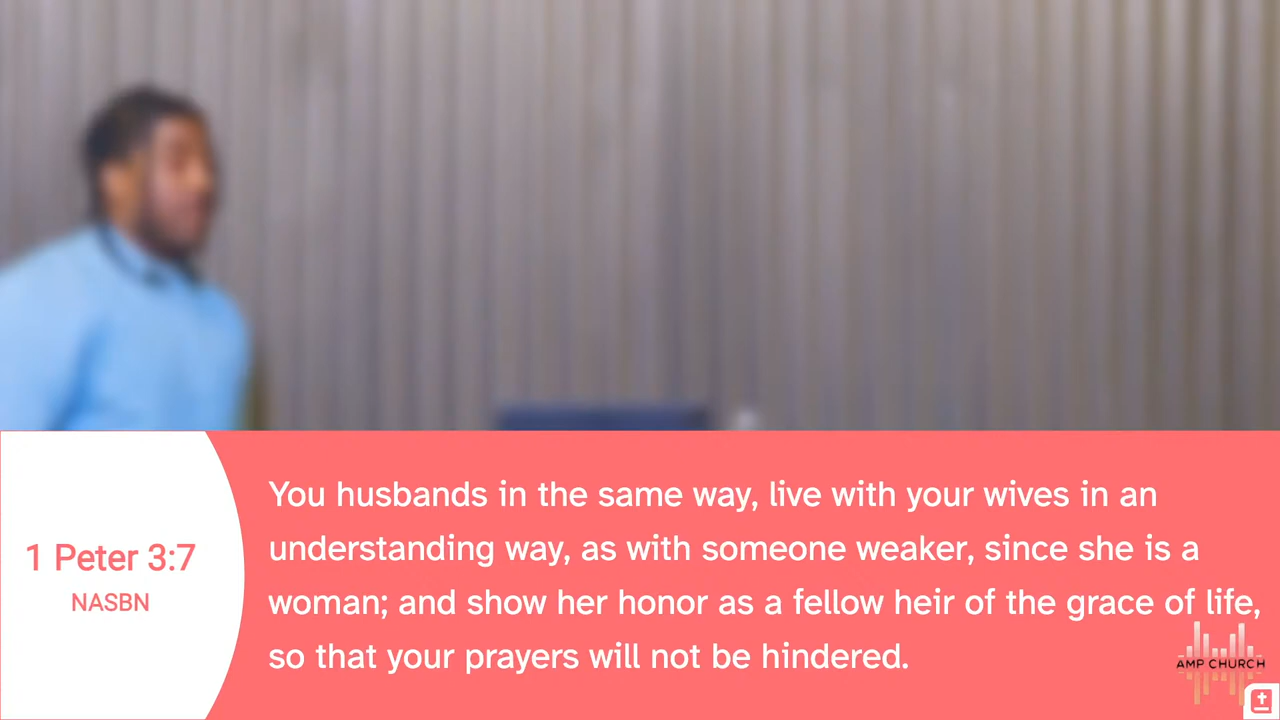 1 Peter 3:7
NASBN
You husbands in the same way, live with your wives in an
understanding way, as with someone weaker, since she is a
woman; and show her honor as a fellow heir of the grace of life,
so that your prayers will not be hindered.
AMP CHURCH